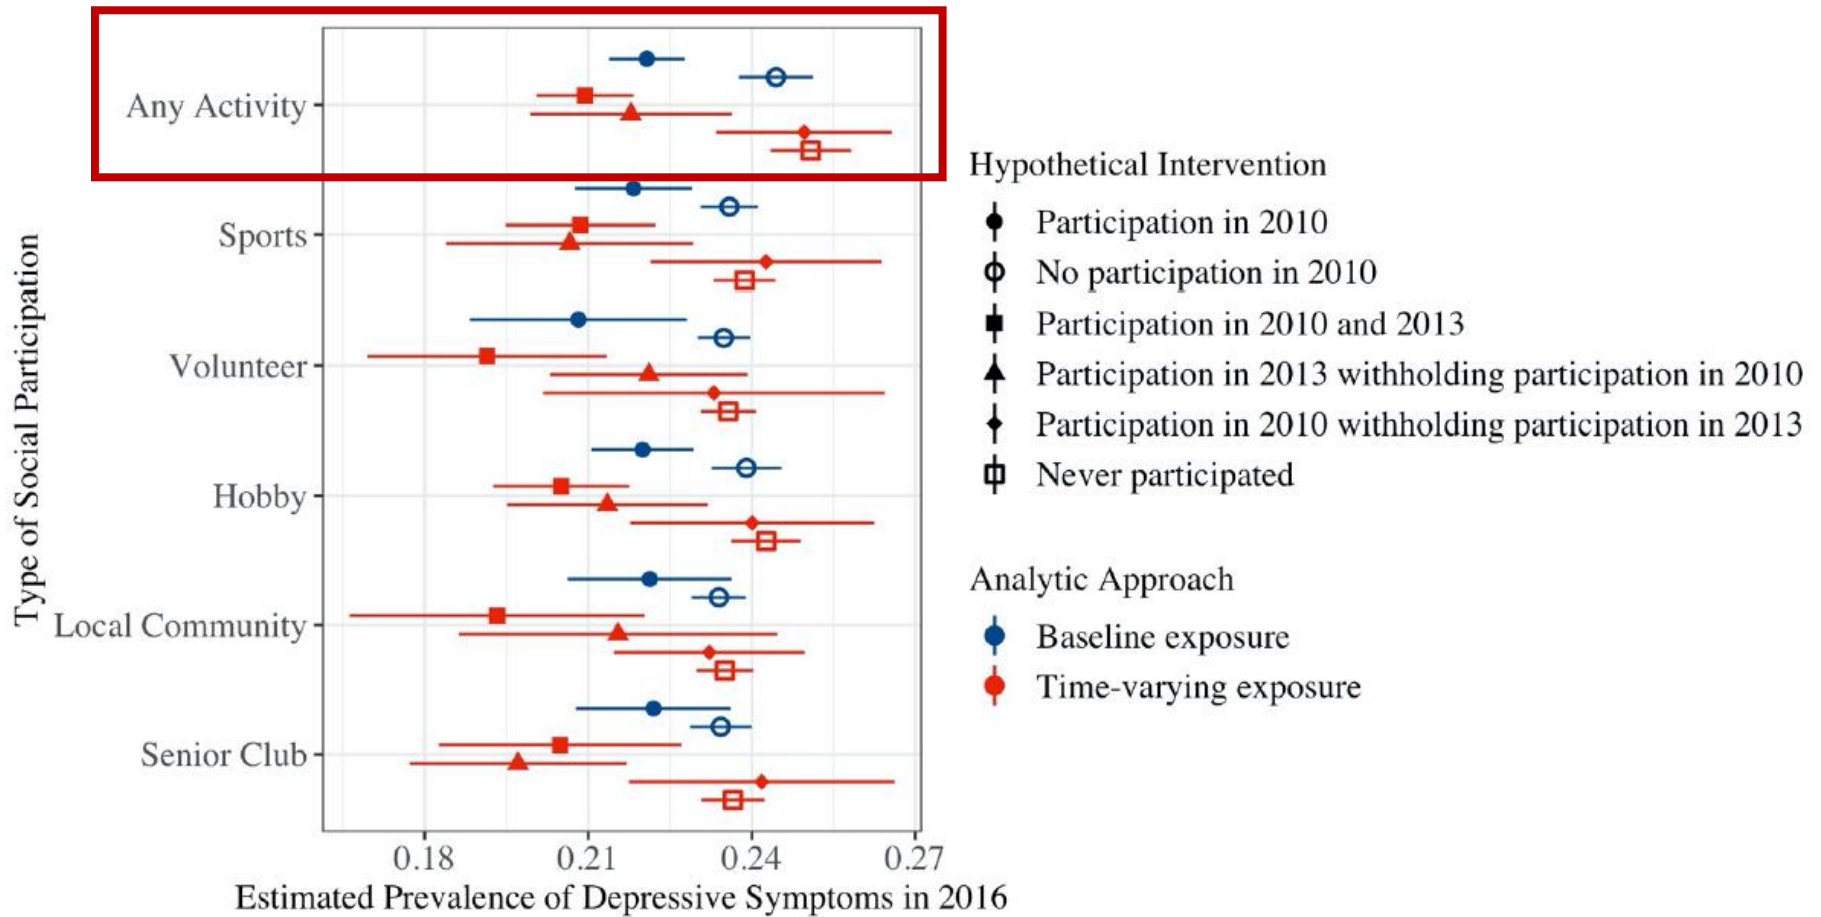 Type of Social Participation
Any Activity
Sports
Volunteer
Hobby
Local Community
Senior Club
0.18 0.21 0.24 0.27
Estimated Prevalence of Depressive Symptoms in 2016
Hypothetical Intervention
Participation in 2010
No participation in 2010
Participation in 2010 and 2013
Participation in 2013 withholding participation in 2010
Participation in 2010 withholding participation in 2013
Never participated
Analytic Approach
Baseline exposure
Time-varying exposure